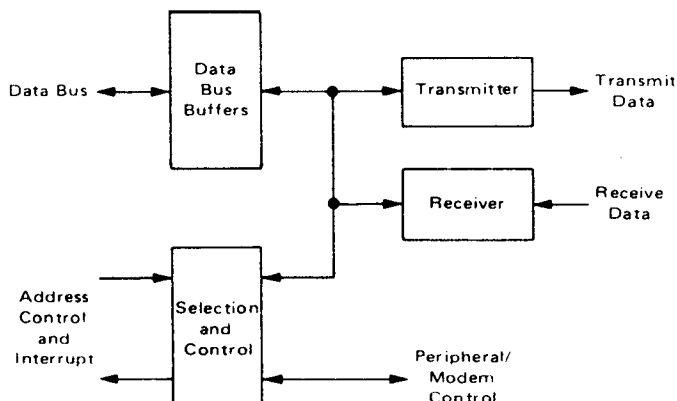 Data Bus
Data
Bus
Buffers
Transmitter
Transmit
Data
Receiver
Receive
Data
Address
Control
and
Interrupt
Selection
and
Control
Peripheral/
Modem
Control